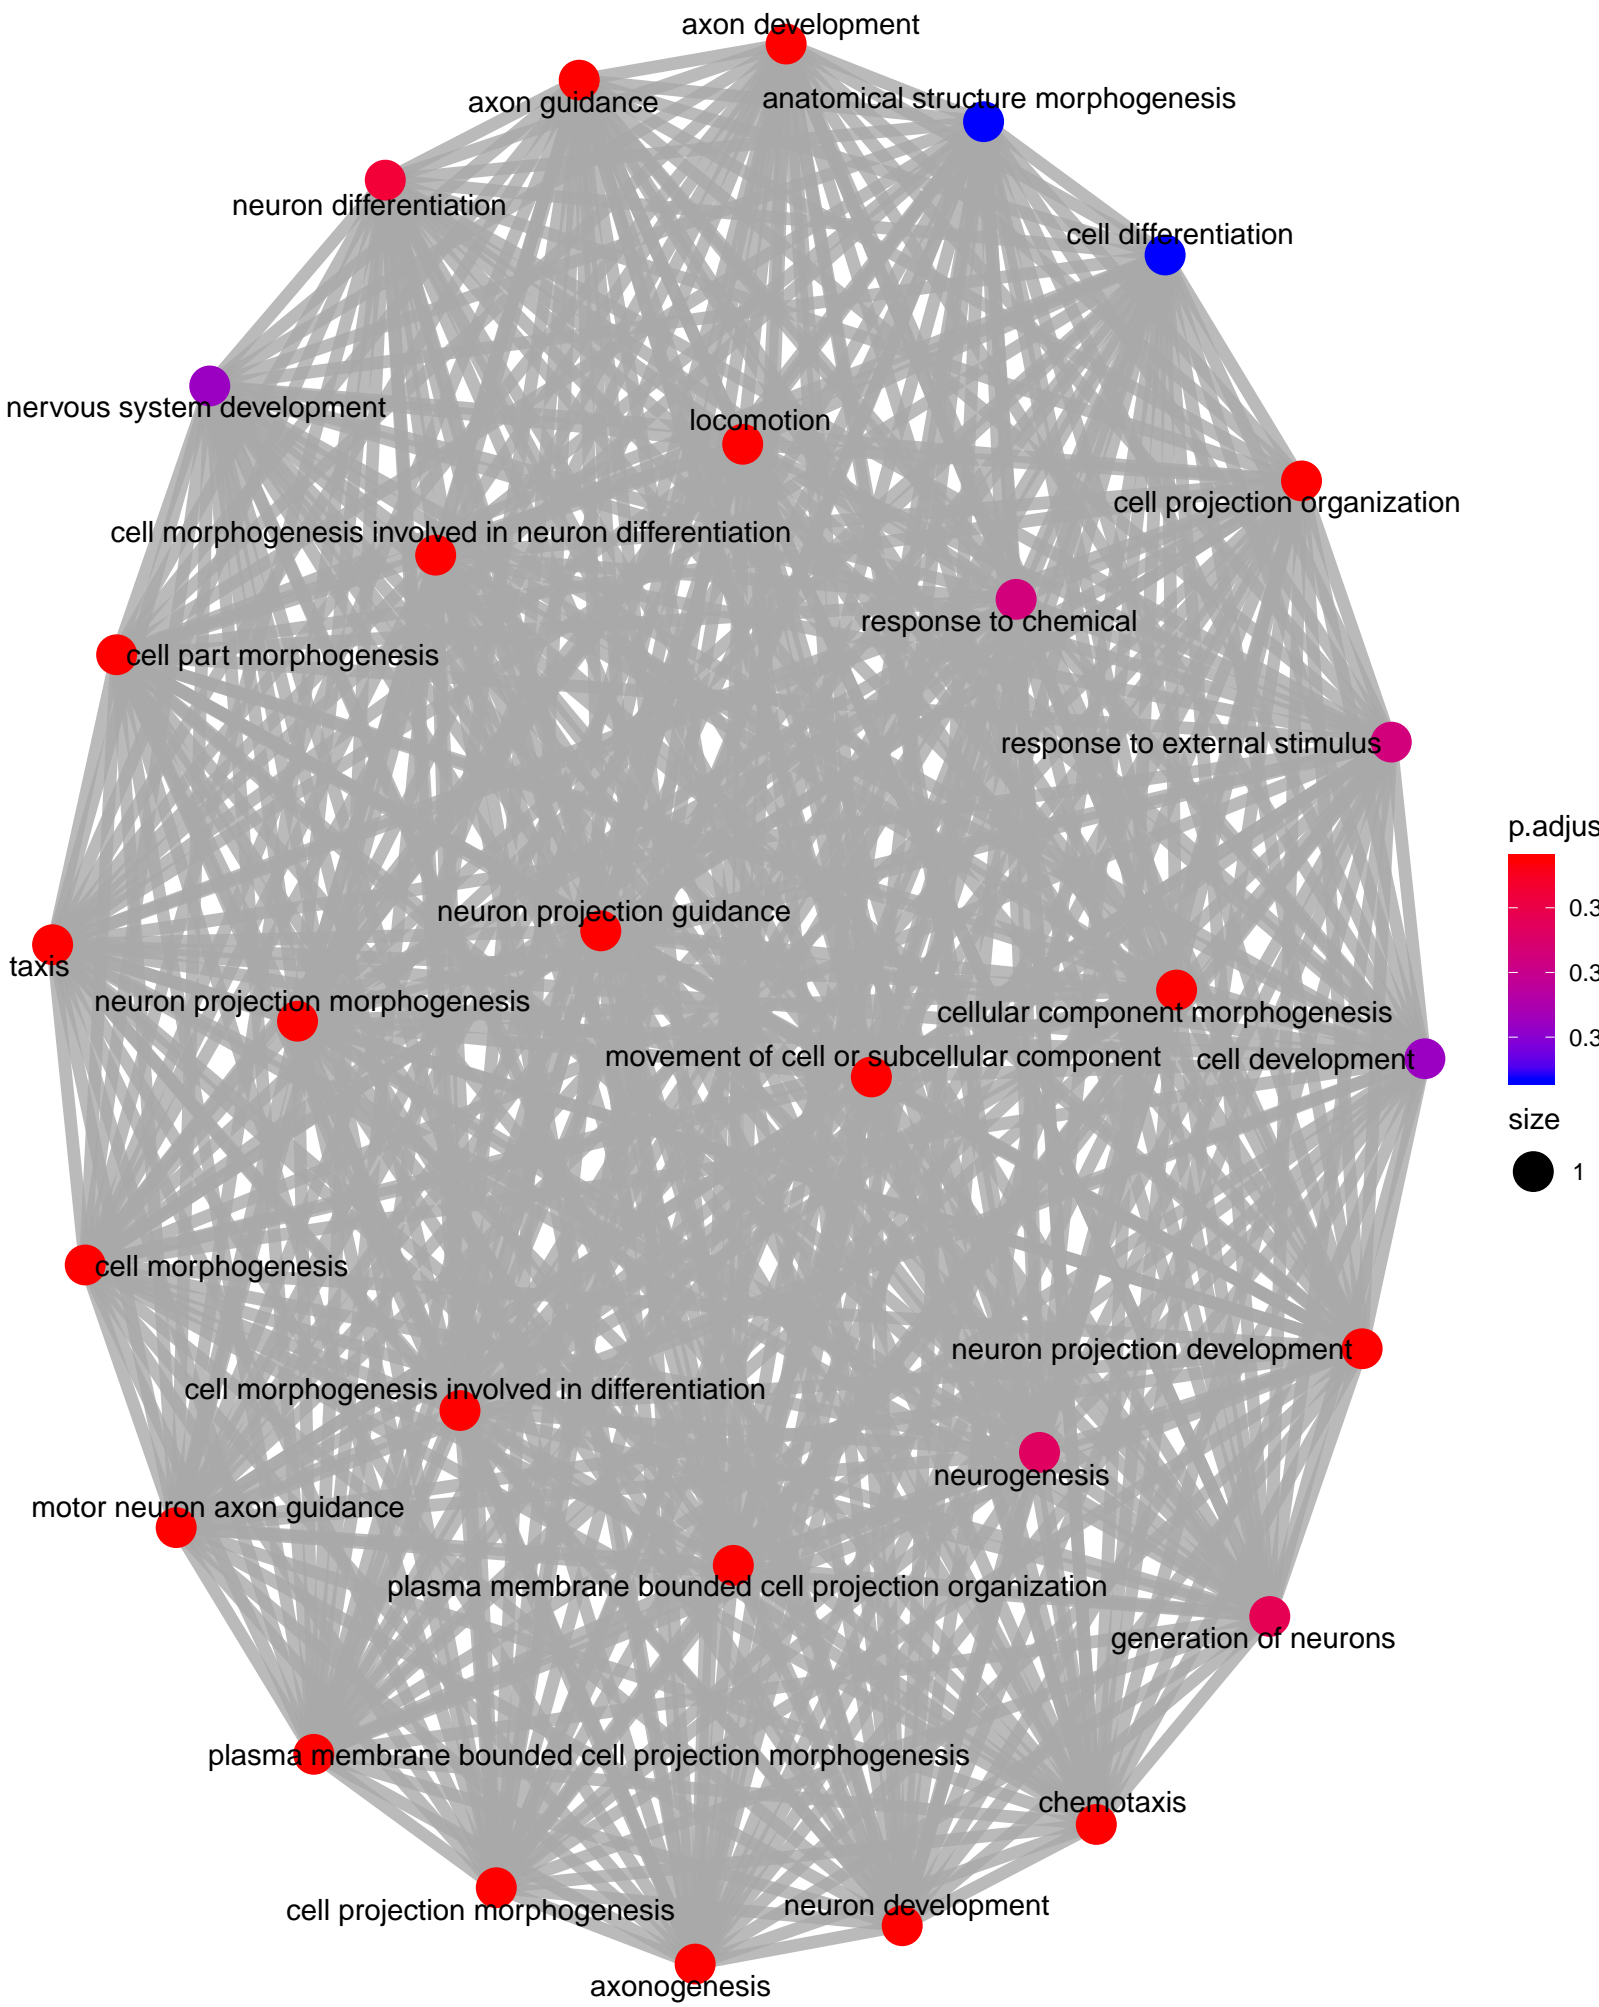 axon development
axon guidance
anatomical structure morphogenesis
neuron differentiation
cell differentiation
nervous system development
locomotion
cell projection organization
cell morphogenesis involved in neuron differentiation
response to chemical
cell part morphogenesis
response to external stimulus
p.adjus
0.3
0.3
0.3
neuron projection guidance
taxis
neuron projection morphogenesis
cellular component morphogenesis
movement of cell or subcellular component
cell development
size
1
cell morphogenesis
neuron projection development
cell morphogenesis involved in differentiation
neurogenesis
motor neuron axon guidance
plasma membrane bounded cell projection organization
generation of neurons
plasma membrane bounded cell projection morphogenesis
chemotaxis
cell projection morphogenesis
neuron development
axonogenesis